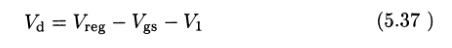 V_d = V_reg − V_gs − V_1 (5.37 )